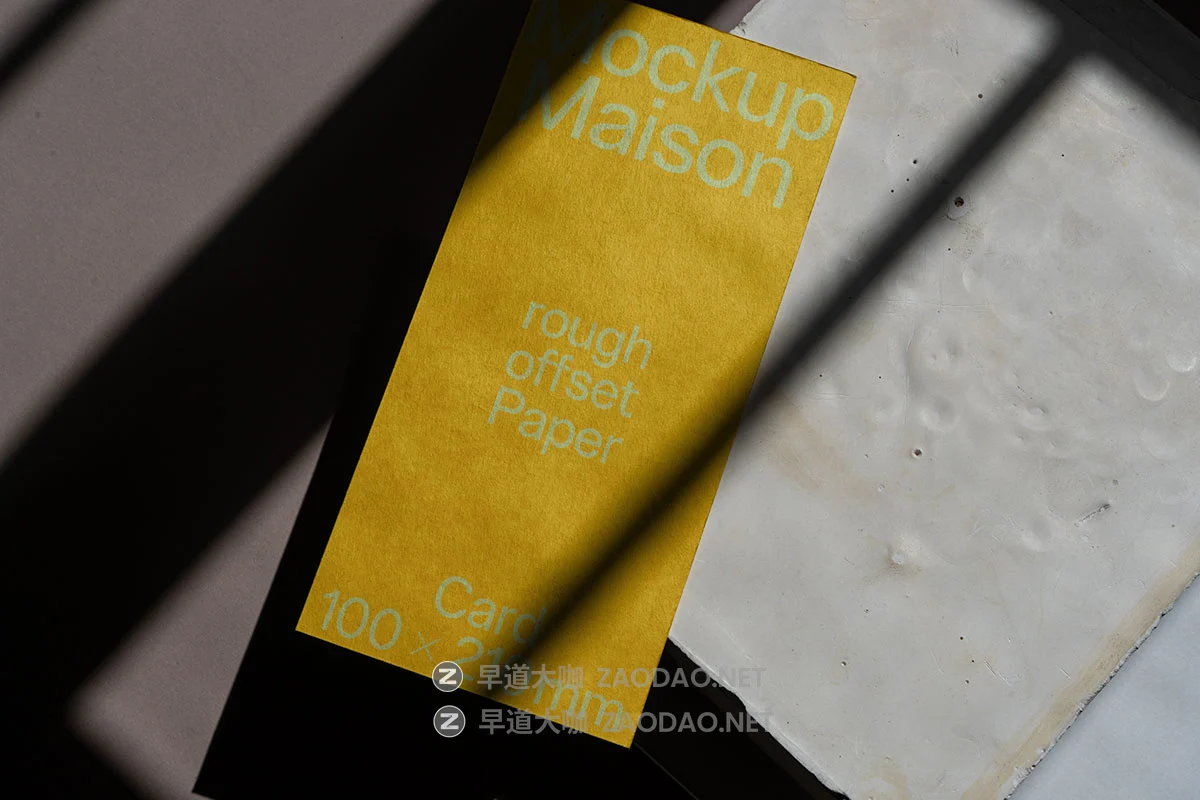 Mockup
Maison
rough
offset
Paper
Card
100 ×
mm
早道大咖 ZAODAO.NET
早道大咖 ZAODAO.NET